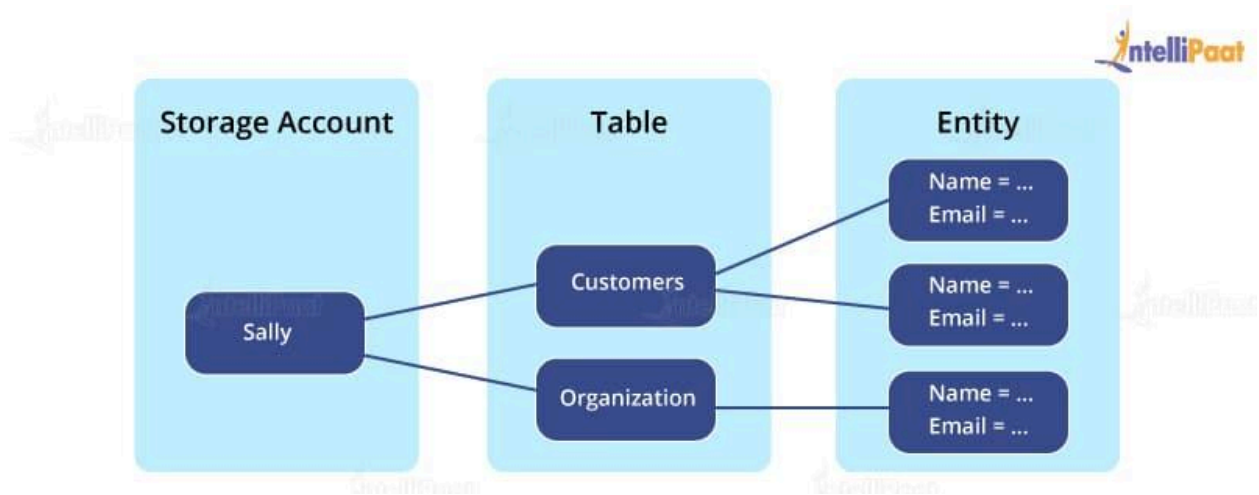 IntelliPaat
Storage Account
Table
Entity
Sally
Customers
Organization
Name = ...
Email = ...
Name = ...
Email = ...
Name = ...
Email = ...